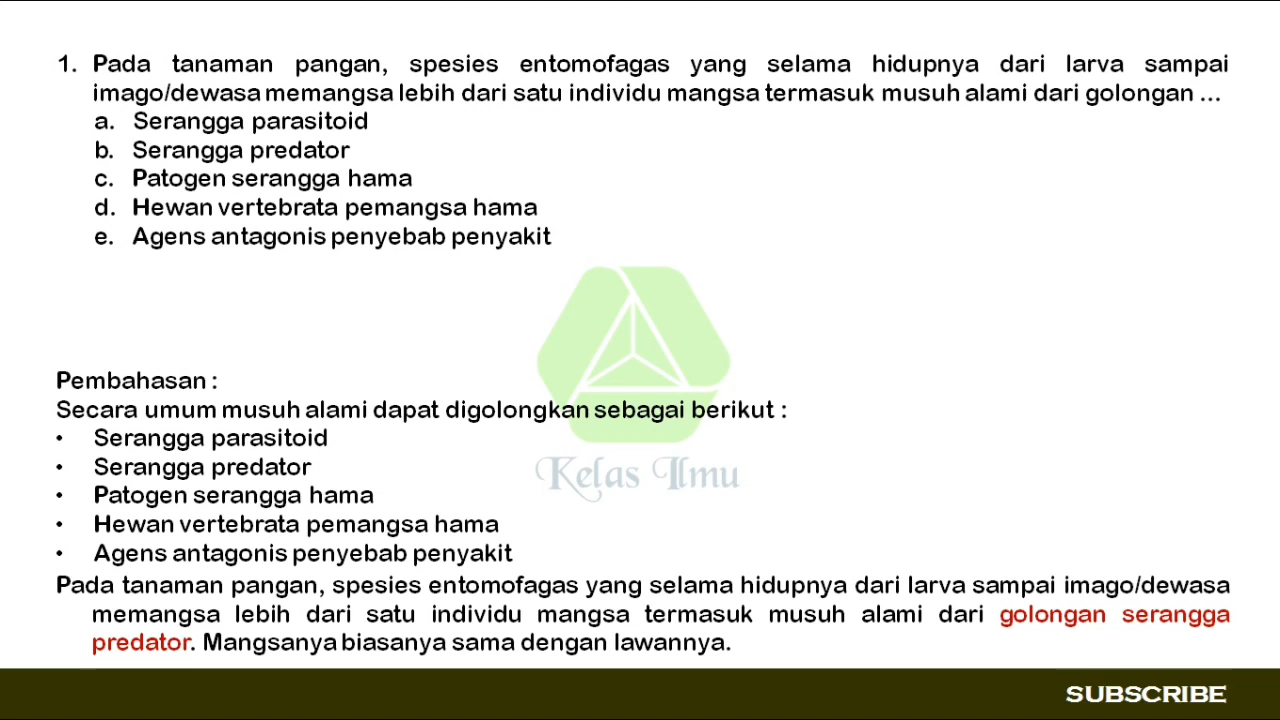 1. Pada tanaman pangan, spesies entomofagas yang selama hidupnya dari larva sampai
imago/dewasa memangsa lebih dari satu individu mangsa termasuk musuh alami dari golongan ...
a. Serangga parasitoid
b. Serangga predator
c. Patogen serangga hama
d. Hewan vertebrata pemangsa hama
e. Agens antagonis penyebab penyakit
Pembahasan :
Secara umum musuh alami dapat digolongkan sebagai berikut :
• Serangga parasitoid
• Serangga predator
Kelas Ilmu
• Patogen serangga hama
• Hewan vertebrata pemangsa hama
• Agens antagonis penyebab penyakit
Pada tanaman pangan, spesies entomofagas yang selama hidupnya dari larva sampai imago/dewasa
memangsa lebih dari satu individu mangsa termasuk musuh alami dari golongan serangga
predator. Mangsanya biasanya sama dengan lawannya.
SUBSCRIBE